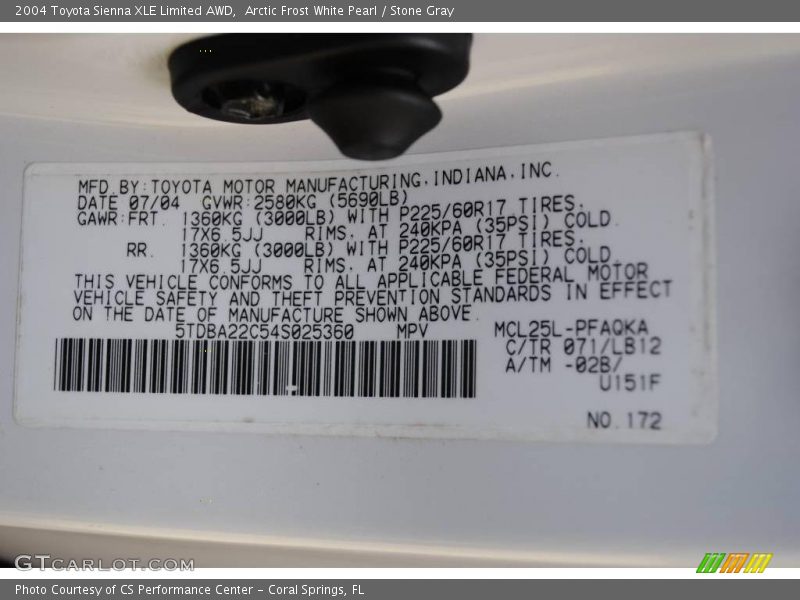 2004 Toyota Sienna XLE Limited AWD,  Arctic Frost White Pearl / Stone Gray
MFD.BY:TOYOTA MOTOR MANUFACTURING,INDIANA,INC.
DATE 07/04  GVWR:2580KG (5690LB)
GAWR:FRT. 1360KG (3000LB) WITH P225/60R17 TIRES.
17X6.5JJ  RIMS. AT 240KPA (35PSI) COLD.
RR. 1360KG (3000LB) WITH P225/60R17 TIRES.
17X6.5JJ  RIMS. AT 240KPA (35PSI) COLD.
THIS VEHICLE CONFORMS TO ALL APPLICABLE FEDERAL MOTOR
VEHICLE SAFETY AND THEFT PREVENTION STANDARDS IN EFFECT
ON THE DATE OF MANUFACTURE SHOWN ABOVE.
5TDBA22C54S025360  MPV  MCL25L-PFAQKA
C/TR 071/LB12
A/TM -02B/
U151F
NO.172
GTCARLOT.COM
Photo Courtesy of CS Performance Center - Coral Springs, FL